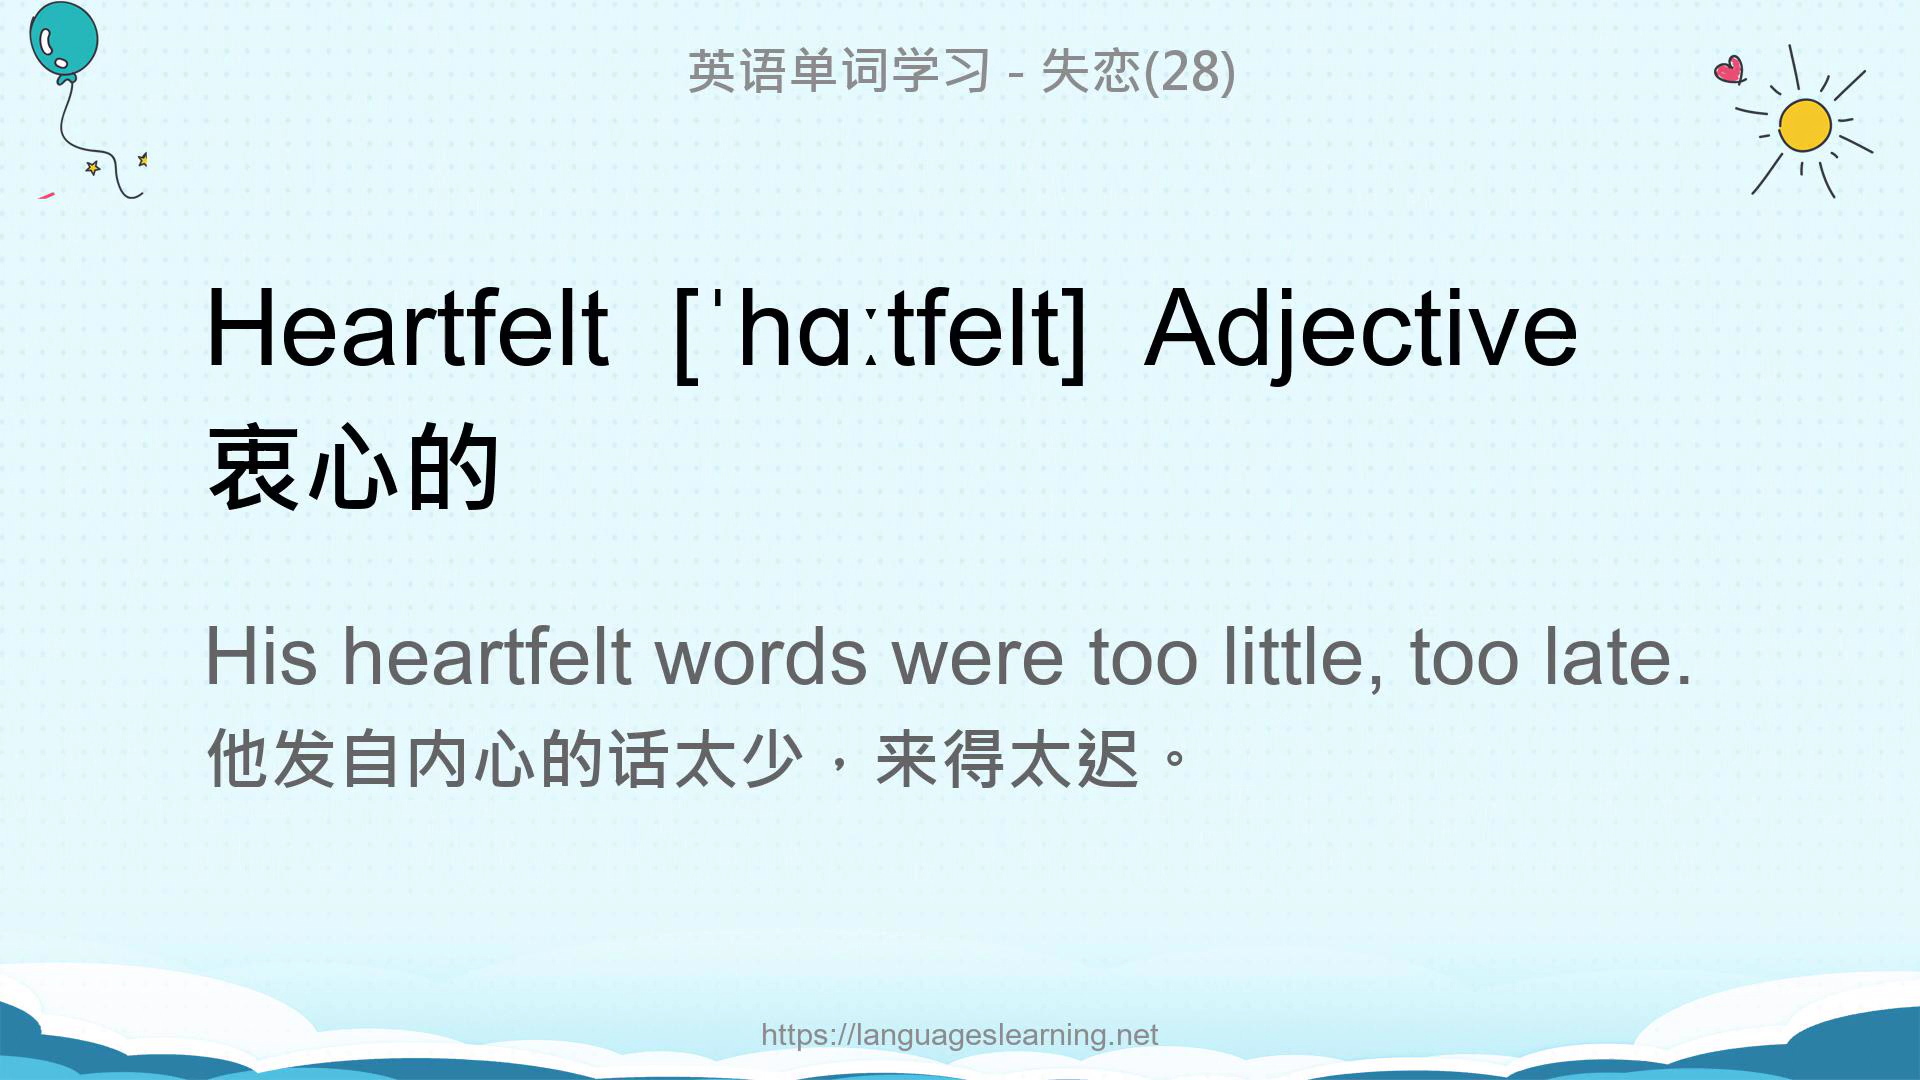 英语单词学习 - 失恋(28)
Heartfelt [ˈhɑːtfelt] Adjective
衷心的
His heartfelt words were too little, too late.
他发自内心的话太少，来得太迟。
https://languageslearning.net